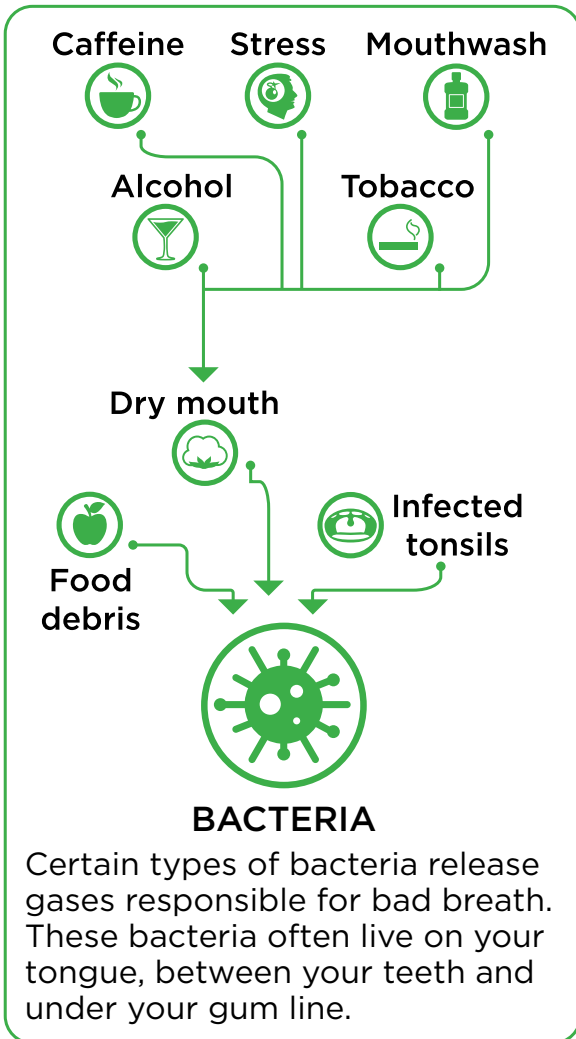 Caffeine
Stress
Mouthwash
Alcohol
Tobacco
Dry mouth
Infected
tonsils
Food
debris
BACTERIA
Certain types of bacteria release
gases responsible for bad breath.
These bacteria often live on your
tongue, between your teeth and
under your gum line.